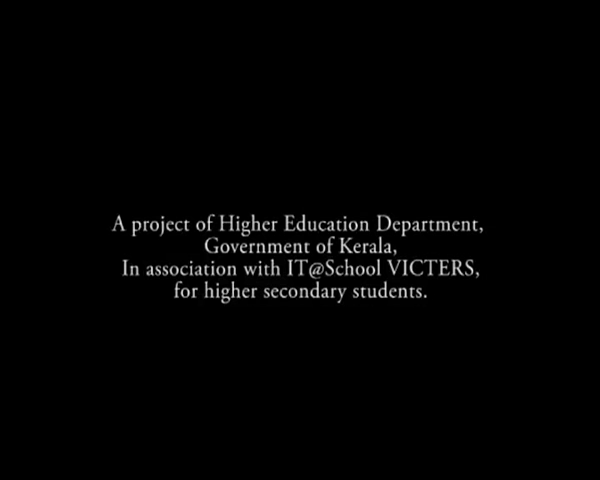 A project of Higher Education Department,
Government of Kerala,
In association with IT@School VICTERS,
for higher secondary students.